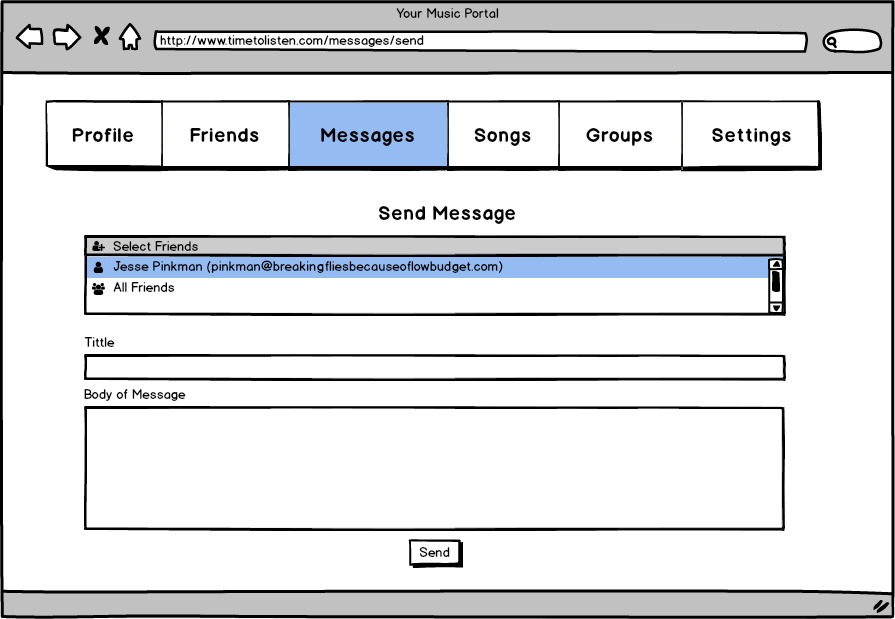 Your Music Portal
http://www.timetolisten.com/messages/send
Profile Friends Messages Songs Groups Settings
Send Message
Select Friends
Jesse Pinkman (pinkman@breakingfliesbecauseoflowbudget.com)
All Friends
Tittle
Body of Message
Send